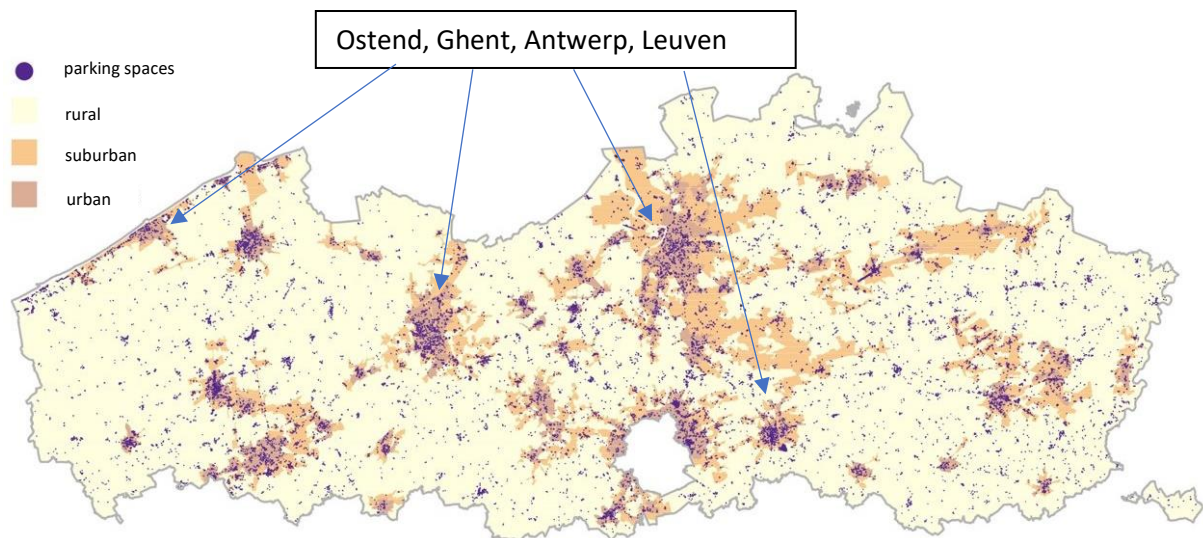 Ostend, Ghent, Antwerp, Leuven
parking spaces
rural
suburban
urban